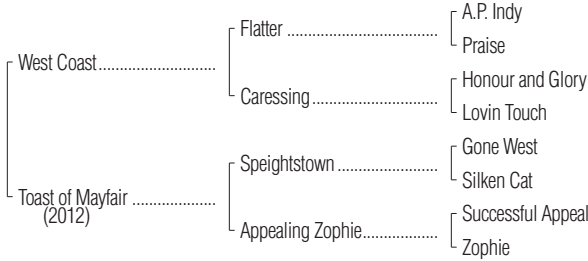 A.P. Indy
Flatter
Praise
West Coast
Honour and Glory
Caressing
Lovin Touch
Gone West
Speightstown
Silken Cat
Toast of Mayfair
(2012)
Successful Appeal
Appealing Zophie
Zophie